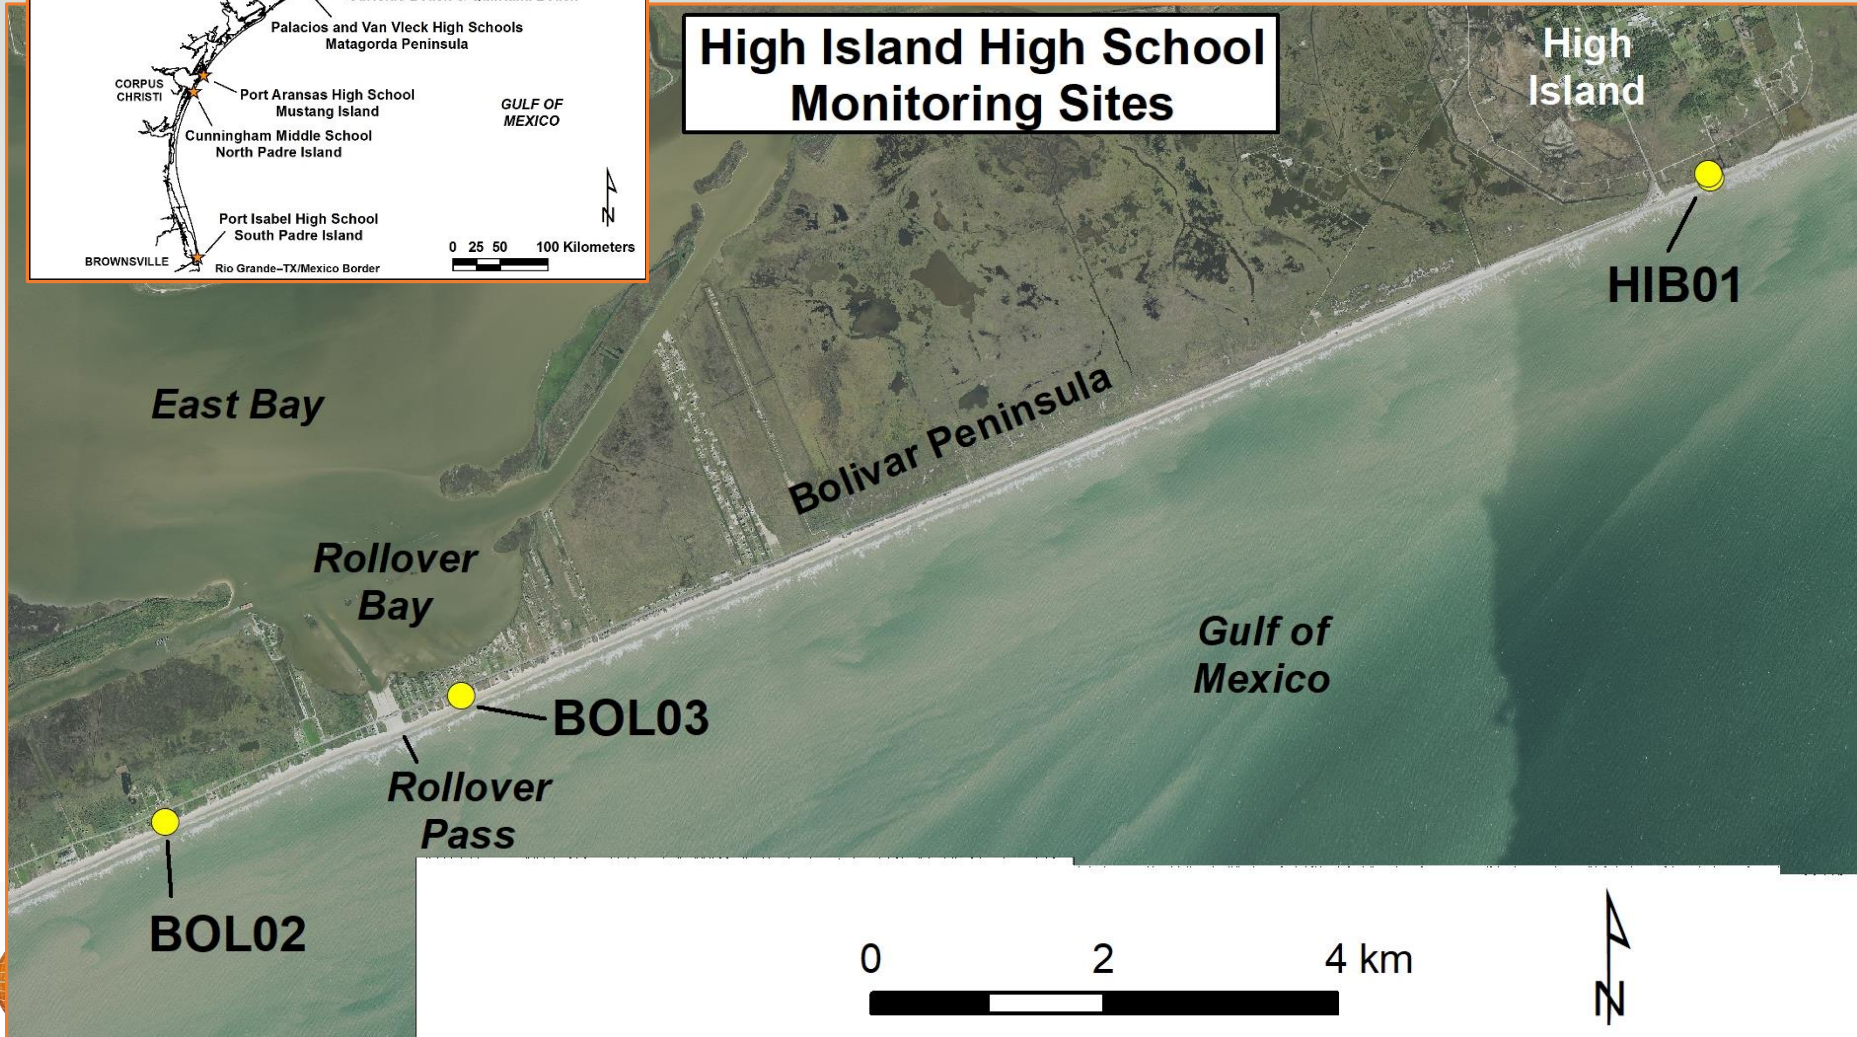 Palacios and Van Vleck High Schools
Matagorda Peninsula
CORPUS
CHRISTI
Port Aransas High School
Mustang Island
GULF OF
MEXICO
Cunningham Middle School
North Padre Island
Port Isabel High School
South Padre Island
N
0 25 50 100 Kilometers
BROWNSVILLE
Rio Grande–TX/Mexico Border
High Island High School
Monitoring Sites
High
Island
HIB01
East Bay
Bolivar Peninsula
Rollover
Bay
Gulf of
Mexico
BOL03
Rollover
Pass
BOL02
0 2 4 km
N